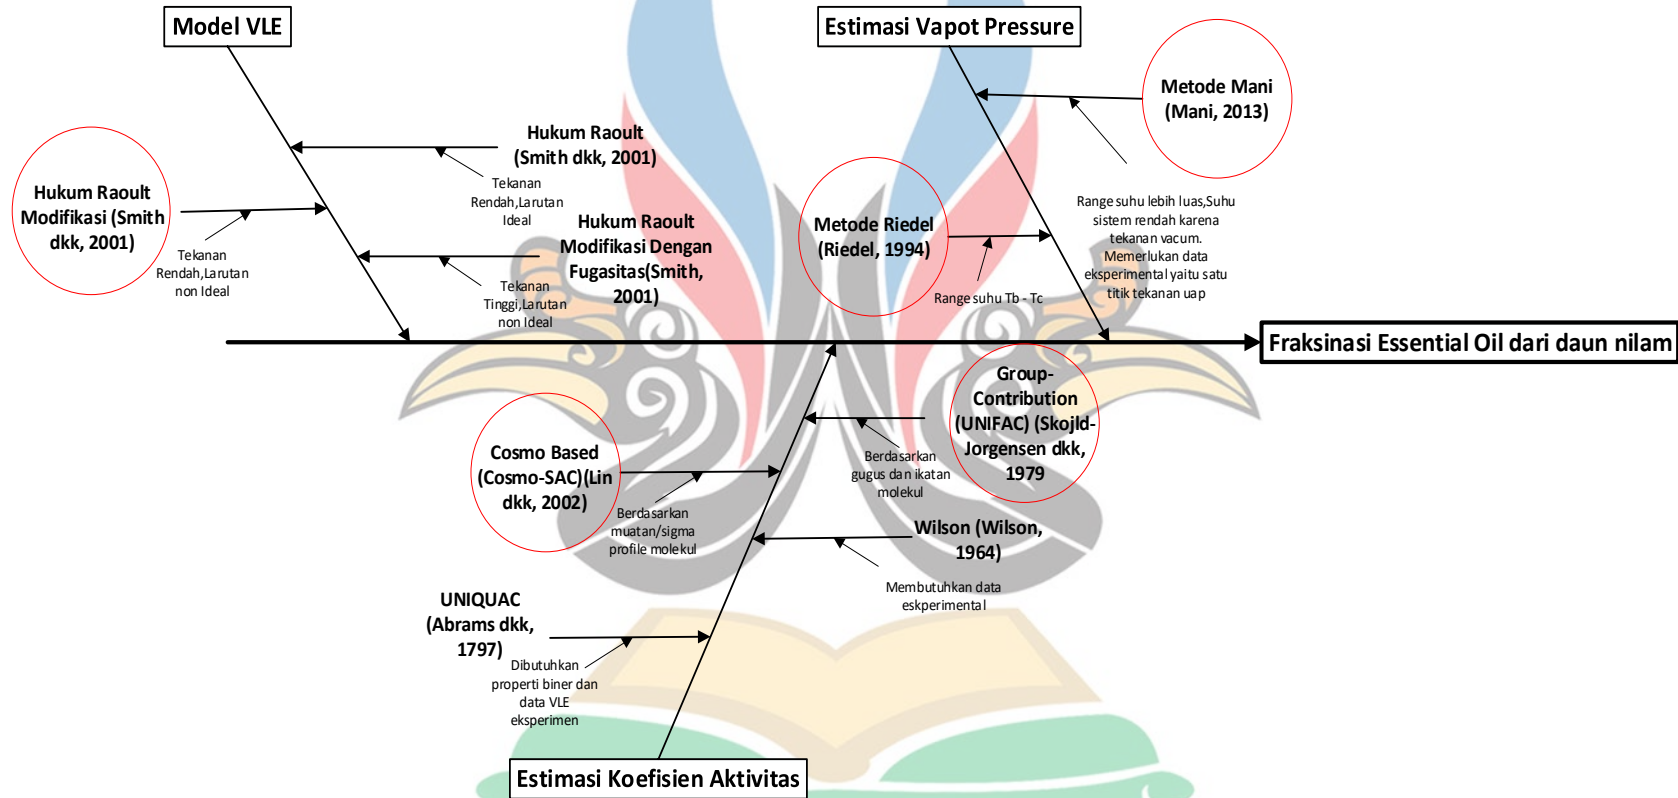 Model VLE
Estimasi Vapot Pressure
Metode Mani
(Mani, 2013)
Hukum Raoult
(Smith dkk, 2001)
Tekanan
Rendah,Larutan
Ideal
Hukum Raoult
Modifikasi (Smith
dkk, 2001)
Tekanan
Rendah,Larutan
non Ideal
Hukum Raoult
Modifikasi Dengan
Fugasitas(Smith,
2001)
Tekanan
Tinggi,Larutan
non Ideal
Metode Riedel
(Riedel, 1994)
Range suhu Tb - Tc
Range suhu lebih luas,Suhu
sistem rendah karena
tekanan vacum.
Memerlukan data
eksperimental yaitu satu
titik tekanan uap
Fraksinasi Essential Oil dari daun nilam
Group-
Contribution
(UNIFAC) (Skojld-
Jorgensen dkk,
1979
Berdasarkan
gugus dan ikatan
molekul
Cosmo Based
(Cosmo-SAC)(Lin
dkk, 2002)
Berdasarkan
muatan/sigma
profile molekul
Wilson (Wilson,
1964)
Membutuhkan data
eskperimental
UNIQUAC
(Abrams dkk,
1797)
Dibutuhkan
properti biner dan
data VLE
eksperimen
Estimasi Koefisien Aktivitas